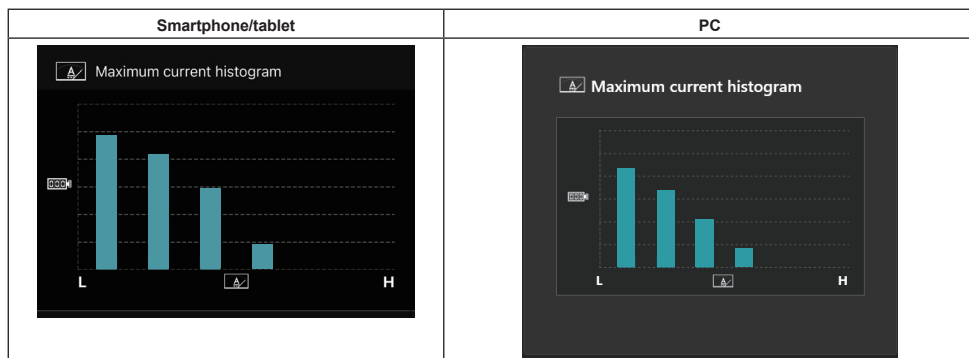 Smartphone/tablet
PC
Maximum current histogram
L
H
Maximum current histogram
L
H